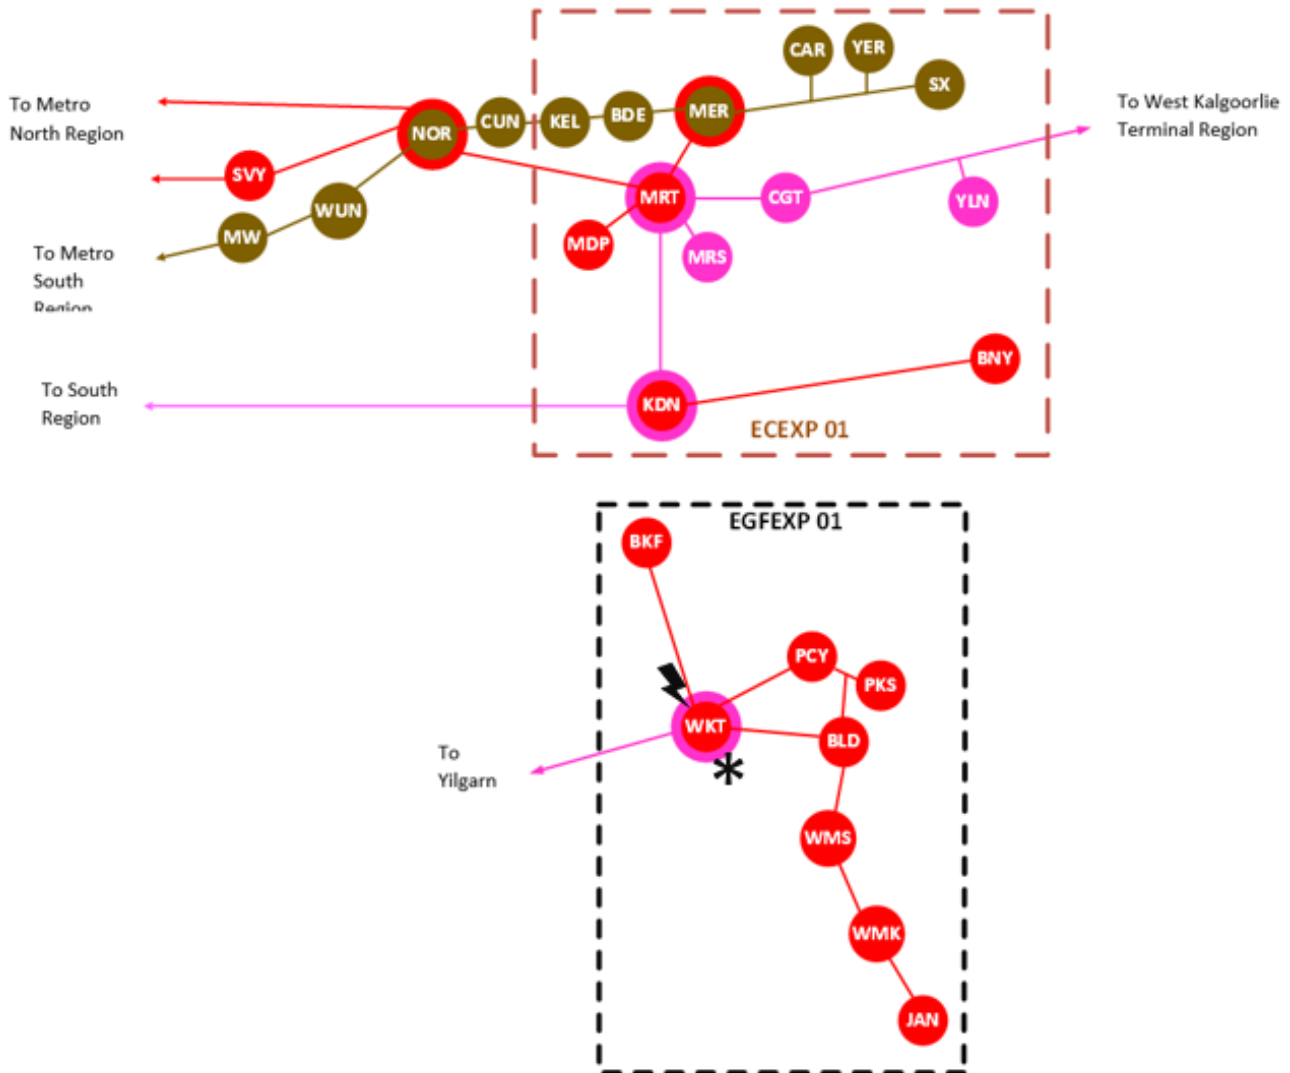 CAR
YER
SX
To Metro
North Region
To West Kalgoorlie
Terminal Region
NOR
CUN
KEL
BDE
MER
SVY
WUN
MRT
CGT
YLN
MW
MDP
MRS
To Metro
South
Region
BNY
To South
Region
KDN
ECEXP 01
EGFEXP 01
BKF
PCY
PKS
WKT
*
BLD
To
Yilgarn
WMS
WMK
JAN